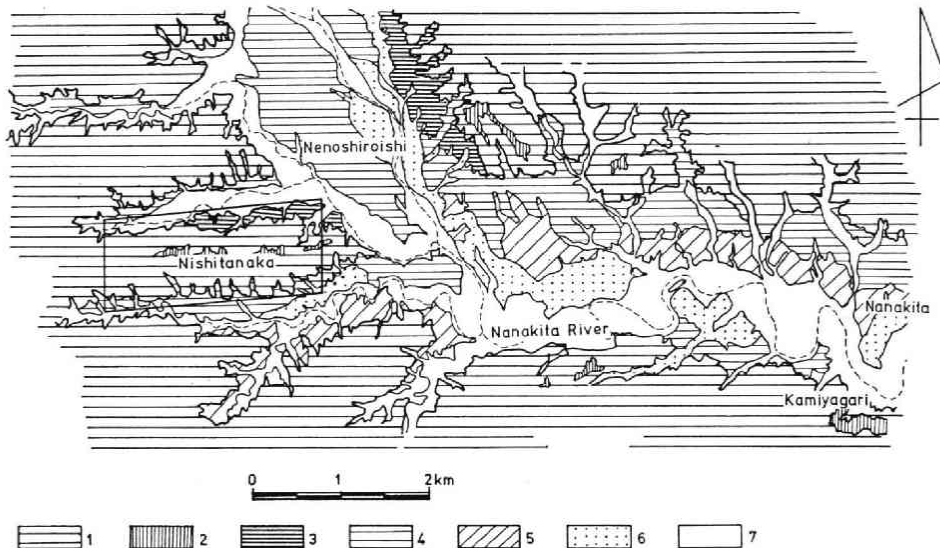 Nenoshiroishi
Nishitanaka
Nanakita River
Nanakita
Kamiyagari
0 1 2km
1 2 3 4 5 6 7